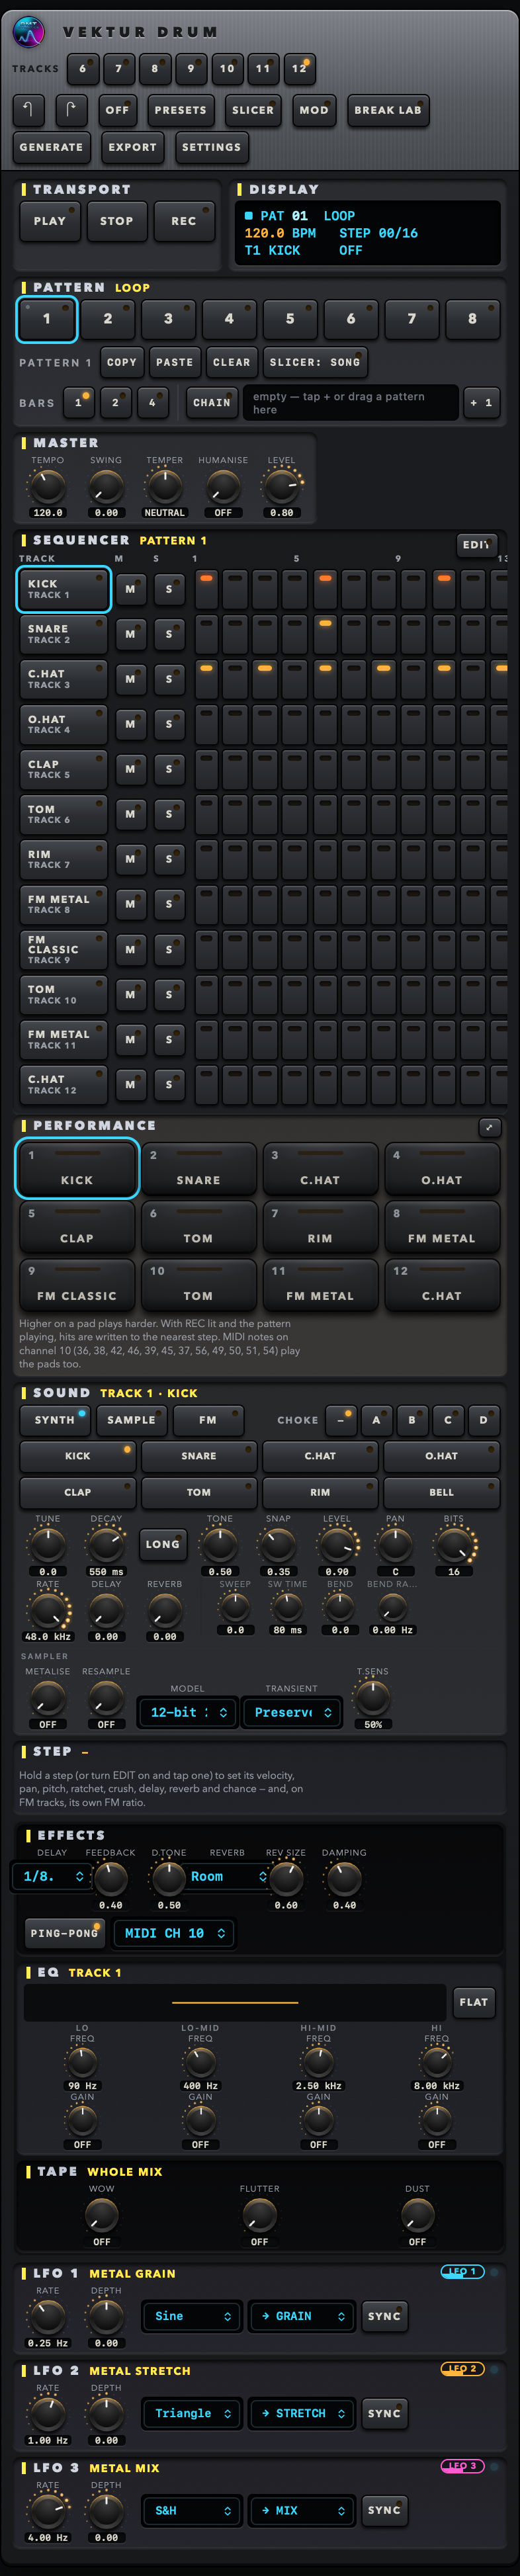 VEKTUR DRUM
TRACKS 6 7 8 9 10 11 12
OFF PRESETS SLICER MOD BREAK LAB
GENERATE EXPORT SETTINGS
TRANSPORT
PLAY STOP REC
DISPLAY
PAT 01 LOOP
120.0 BPM STEP 00/16
T1 KICK OFF
PATTERN LOOP
1 2 3 4 5 6 7 8
PATTERN 1 COPY PASTE CLEAR SLICER: SONG
BARS 1 2 4 CHAIN empty — tap + or drag a pattern
here
+ 1
MASTER
TEMPO SWING TEMPER HUMANISE LEVEL
120.0 0.00 NEUTRAL OFF 0.80
SEQUENCER PATTERN 1 EDIT
TRACK M S 1 5 9 13
KICK
TRACK 1
M S
SNARE
TRACK 2
M S
C.HAT
TRACK 3
M S
O.HAT
TRACK 4
M S
CLAP
TRACK 5
M S
TOM
TRACK 6
M S
RIM
TRACK 7
M S
FM METAL
TRACK 8
M S
FM
CLASSIC
TRACK 9
M S
TOM
TRACK 10
M S
FM METAL
TRACK 11
M S
C.HAT
TRACK 12
M S
PERFORMANCE
1 KICK
2 SNARE
3 C.HAT
4 O.HAT
5 CLAP
6 TOM
7 RIM
8 FM METAL
9 FM CLASSIC
10 TOM
11 FM METAL
12 C.HAT
Higher on a pad plays harder. With REC lit and the pattern
playing, hits are written to the nearest step. MIDI notes on
channel 10 (36, 38, 42, 46, 39, 45, 37, 56, 49, 50, 51, 54) play
the pads too.
SOUND TRACK 1 · KICK
SYNTH SAMPLE FM CHOKE — A B C D
KICK SNARE C.HAT O.HAT
CLAP TOM RIM BELL
TUNE DECAY TONE SNAP LEVEL PAN BITS
LONG
0.0 550 ms 0.50 0.35 0.90 C 16
RATE DELAY REVERB SWEEP SW TIME BEND BEND RA...
0.0 80 ms 0.0 0.00 Hz
48.0 kHz 0.00 0.00
SAMPLER
METALISE RESAMPLE MODEL TRANSIENT T.SENS
12-bit Preserv
OFF OFF 50%
STEP —
Hold a step (or turn EDIT on and tap one) to set its velocity,
pan, pitch, ratchet, crush, delay, reverb and chance — and, on
FM tracks, its own FM ratio.
EFFECTS
DELAY FEEDBACK D.TONE REVERB REV SIZE DAMPING
1/8. Room
0.40 0.50 0.60 0.40
PING-PONG MIDI CH 10
EQ TRACK 1
FLAT
LO LO-MID HI-MID HI
FREQ FREQ FREQ FREQ
90 Hz 400 Hz 2.50 kHz 8.00 kHz
GAIN GAIN GAIN GAIN
OFF OFF OFF OFF
TAPE WHOLE MIX
WOW FLUTTER DUST
OFF OFF OFF
LFO 1 METAL GRAIN LFO 1
RATE DEPTH
Sine → GRAIN SYNC
0.25 Hz 0.00
LFO 2 METAL STRETCH LFO 2
RATE DEPTH
Triangle → STRETCH SYNC
1.00 Hz 0.00
LFO 3 METAL MIX LFO 3
RATE DEPTH
S&H → MIX SYNC
4.00 Hz 0.00